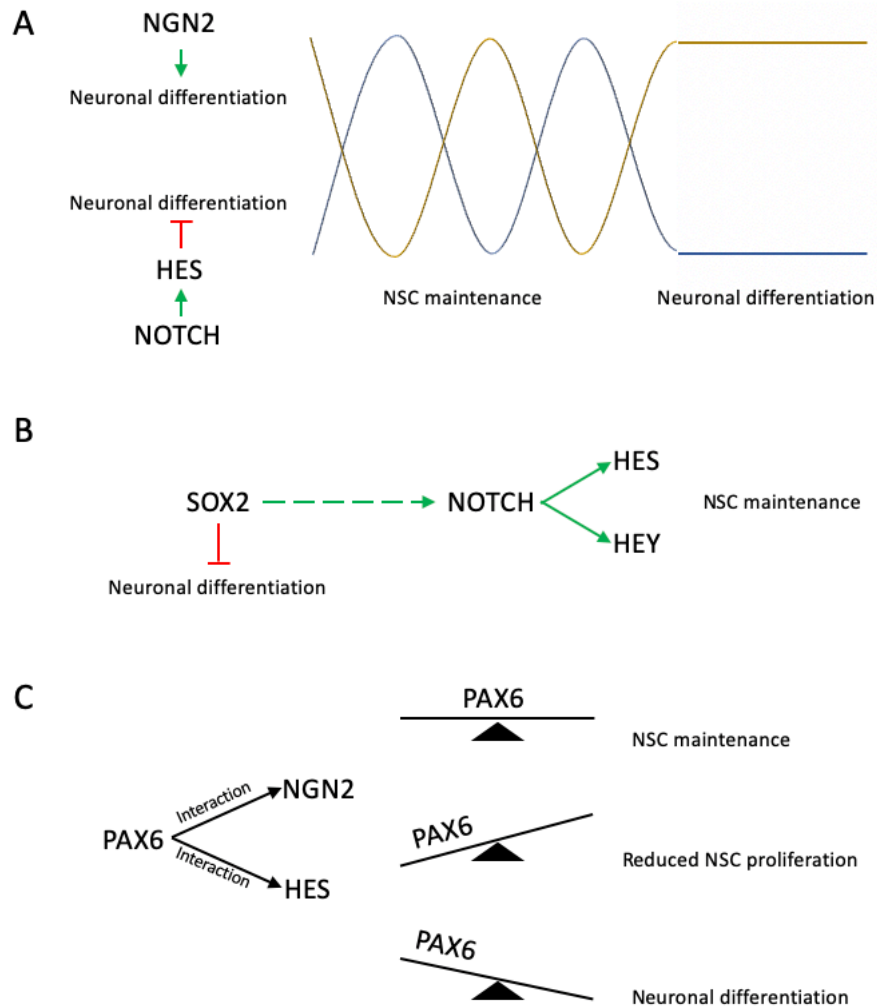 A
NGN2
Neuronal differentiation
Neuronal differentiation
HES
NOTCH
NSC maintenance
Neuronal differentiation
B
SOX2
NOTCH
HES
HEY
NSC maintenance
Neuronal differentiation
C
PAX6
Interaction
NGN2
Interaction
HES
PAX6
NSC maintenance
PAX6
Reduced NSC proliferation
PAX6
Neuronal differentiation